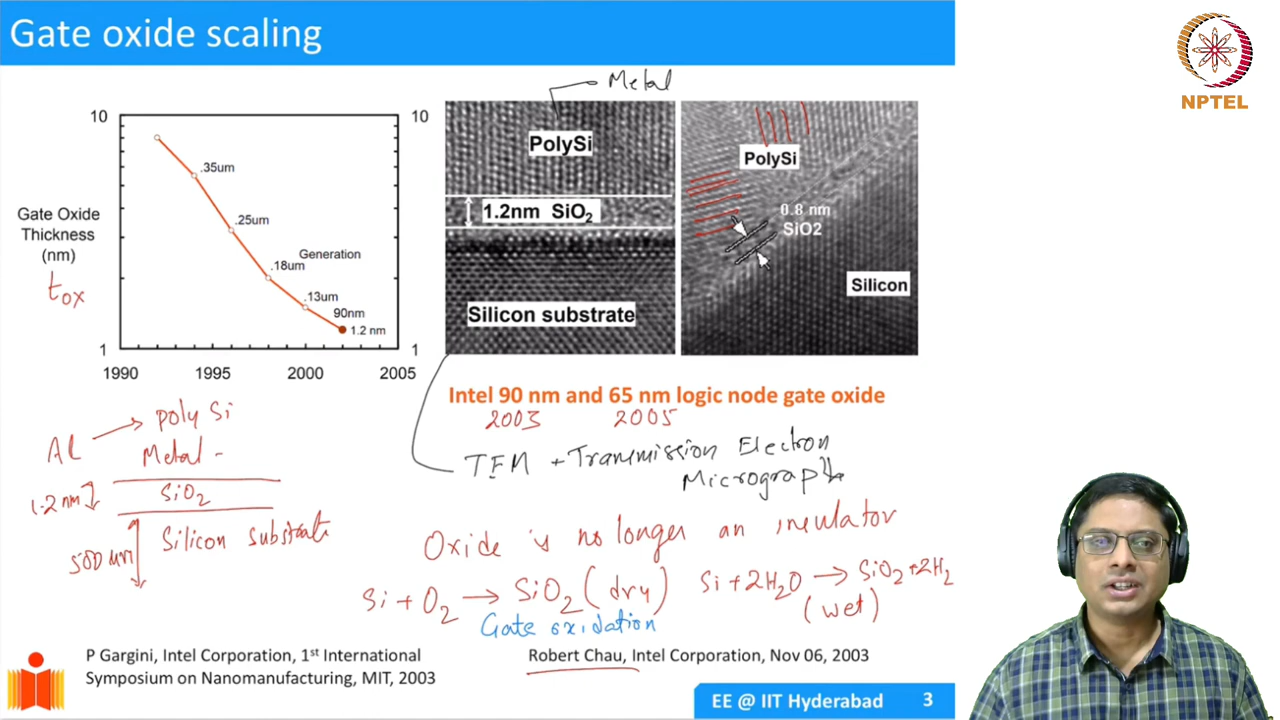 Gate oxide scaling
NPTEL
Metal
10
10
PolySi
PolySi
.35um
Gate Oxide
Thickness
(nm)
tox
1.2nm SiO2
0.8 nm
SiO2
.25um
Generation
.18um
.13um
90nm
1.2 nm
Silicon substrate
Silicon
1
1
1990
1995
2000
2005
Intel 90 nm and 65 nm logic node gate oxide
2003
2005
Al → poly Si
Metal
TEM → Transmission Electron
Micrograph
1.2nm
SiO2
500 μm
Silicon substrate
Oxide is no longer an insulator
Si + O2 → SiO2 (dry)
Si + 2H2O → SiO2 + 2H2
(wet)
Gate oxidation
P Gargini, Intel Corporation, 1st International
Symposium on Nanomanufacturing, MIT, 2003
Robert Chau, Intel Corporation, Nov 06, 2003
EE @ IIT Hyderabad
3